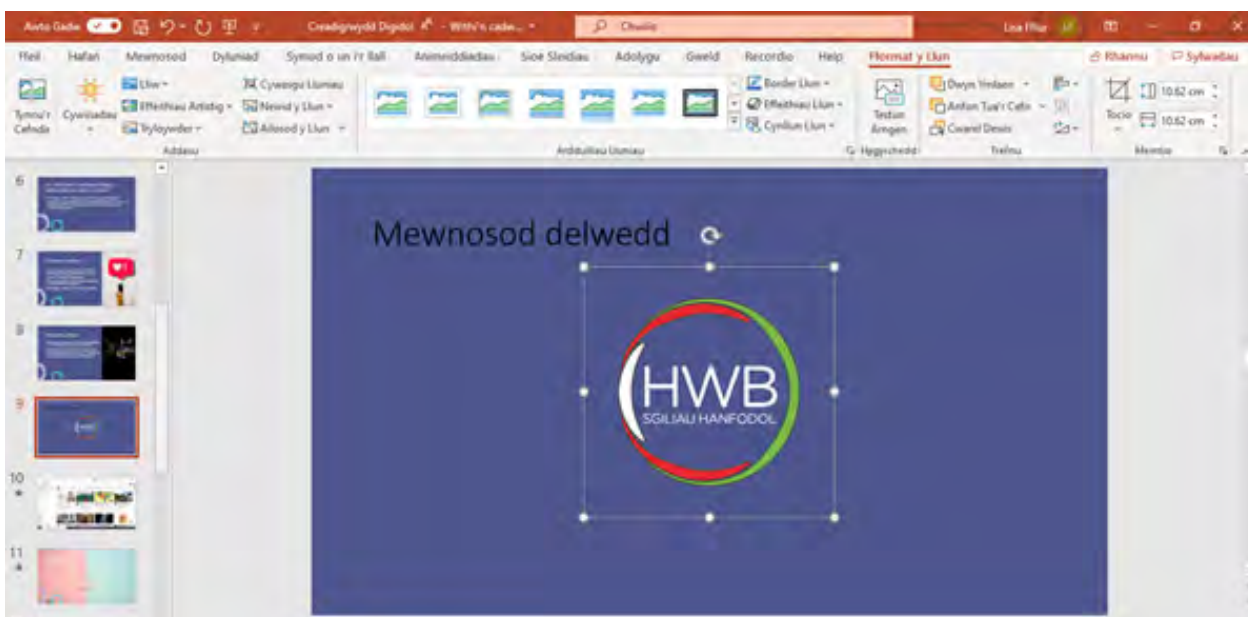 Awto Gadw
Creadigrwydd Digidol
Chwilio
Ffeil Hafan Mewnosod Dyluniad Symud o un i'r llall Animeiddiadau Sioe Sleidiau Adolygu Gweld Recordio Help Fformat y Llun Rhannu Sylwadau
Tynnu'r Cefndir
Cywiriadau
Lliw
Effeithiau Artistig
Tryloywder
Cywasgu Lluniau
Newid y Llun
Ailosod y Llun
Addasu
Arddulliau Lluniau
Border Llun
Effeithiau Llun
Cynllun Llun
Testun Amgen
Hygyrchedd
Dwyn Ymlaen
Anfon Tua'r Cefn
Cwarel Dewis
Trefnu
Tocio
10.62 cm
10.62 cm
Meintio
6
7
8
9
10
11
Mewnosod delwedd
HWB
SGILIAU HANFODOL